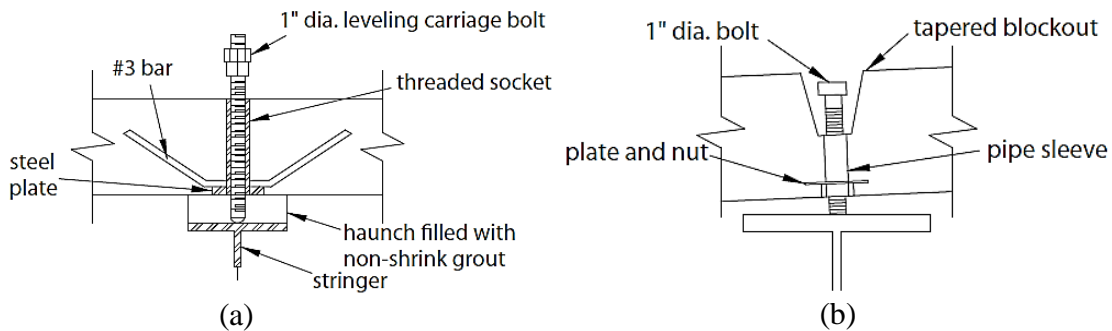 1" dia. leveling carriage bolt
#3 bar
threaded socket
steel
plate
haunch filled with
non-shrink grout
stringer
(a)
1" dia. bolt
tapered blockout
plate and nut
pipe sleeve
(b)